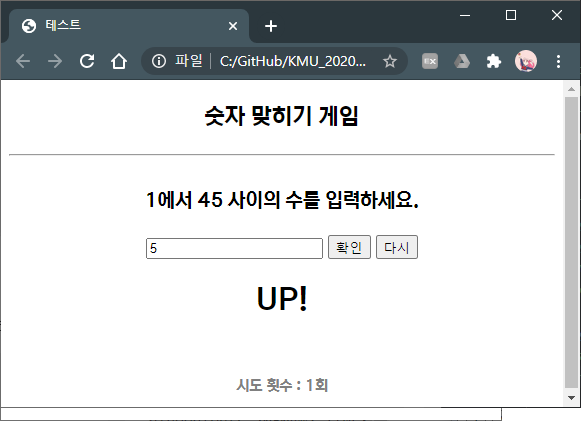 테스트
파일 C:/GitHub/KMU_2020...
EX
숫자 맞히기 게임
1에서 45 사이의 수를 입력하세요.
5 확인 다시
UP!
시도 횟수 : 1회